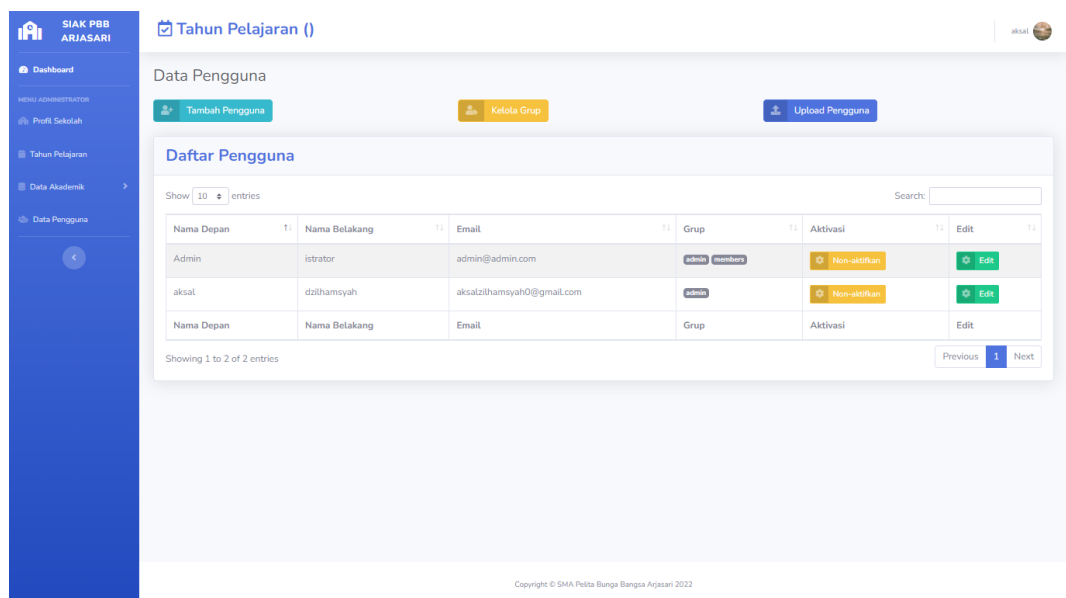 SIAK PBB
ARJASARI
Tahun Pelajaran ()
aksal
Dashboard
MENU ADMINISTRATOR
Profil Sekolah
Tahun Pelajaran
Data Akademik
Data Pengguna
Data Pengguna
Tambah Pengguna Kelola Grup Upload Pengguna
Daftar Pengguna
Show 10 entries Search:
Nama Depan Nama Belakang Email Grup Aktivasi Edit
Admin istrator admin@admin.com admin members Non-aktifkan Edit
aksal dzilhamsyah aksalzilhamsyah0@gmail.com admin Non-aktifkan Edit
Nama Depan Nama Belakang Email Grup Aktivasi Edit
Showing 1 to 2 of 2 entries Previous 1 Next
Copyright © SMA Pelita Bunga Bangsa Arjasari 2022